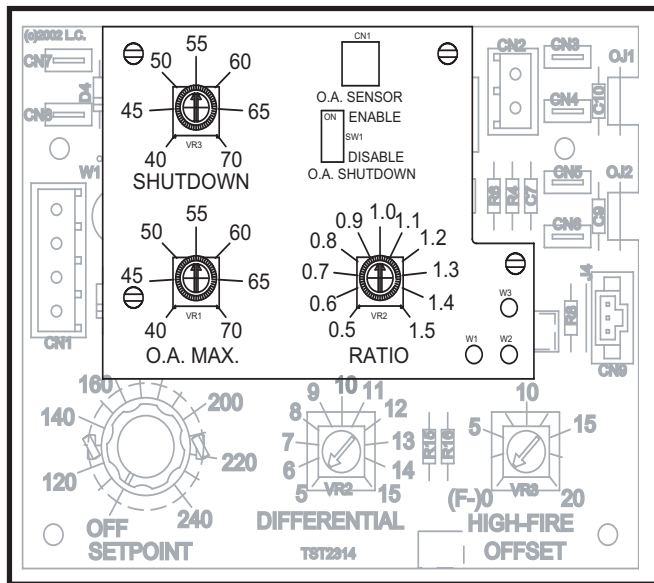 (o)2002 L.C.
CN7
D4
CN8
W1
CN1
40
45
50
55
60
65
70
VR3
SHUTDOWN
CN1
O.A. SENSOR
ON
ENABLE
SW1
DISABLE
O.A. SHUTDOWN
CN2
CN3
OJ1
CN4
C10
R3
R4
C7
CN5
OJ2
CN6
C9
40
45
50
55
60
65
70
VR1
O.A. MAX.
0.5
0.6
0.7
0.8
0.9
1.0
1.1
1.2
1.3
1.4
1.5
VR2
RATIO
W3
W1
W2
R8
J4
CN9
OFF
120
140
160
200
220
240
SETPOINT
5
6
7
8
9
10
11
12
13
14
15
VR2
DIFFERENTIAL
TST2314
R15
R16
(F-)0
5
10
15
20
VR3
HIGH-FIRE
OFFSET